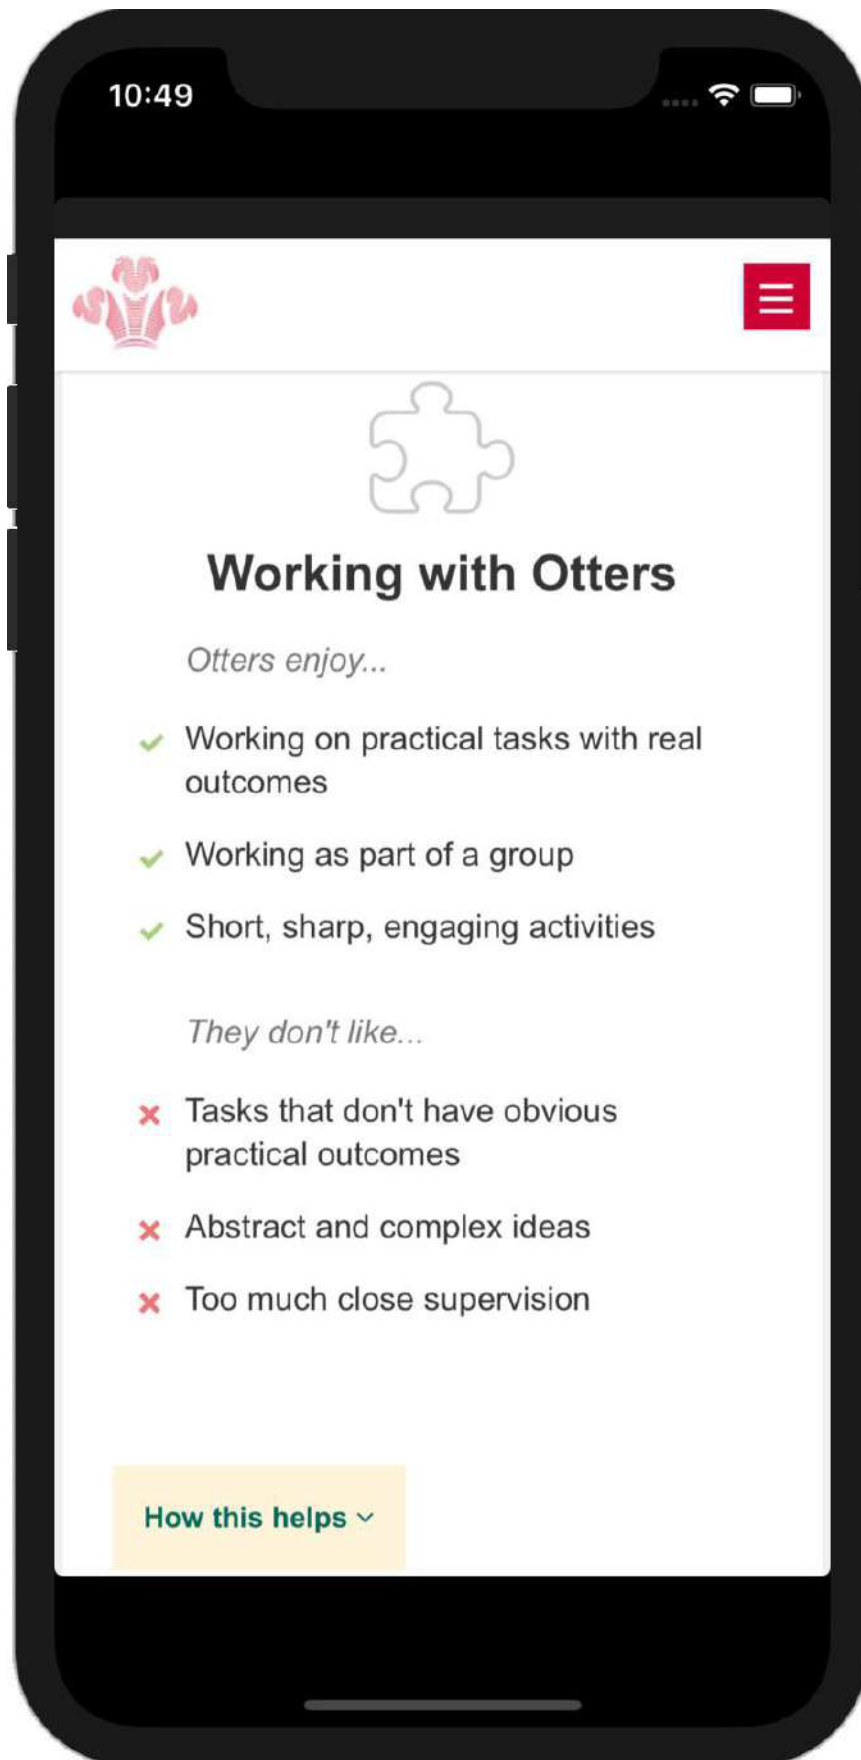 10:49
Working with Otters
Otters enjoy...
Working on practical tasks with real
outcomes
Working as part of a group
Short, sharp, engaging activities
They don't like...
Tasks that don't have obvious
practical outcomes
Abstract and complex ideas
Too much close supervision
How this helps